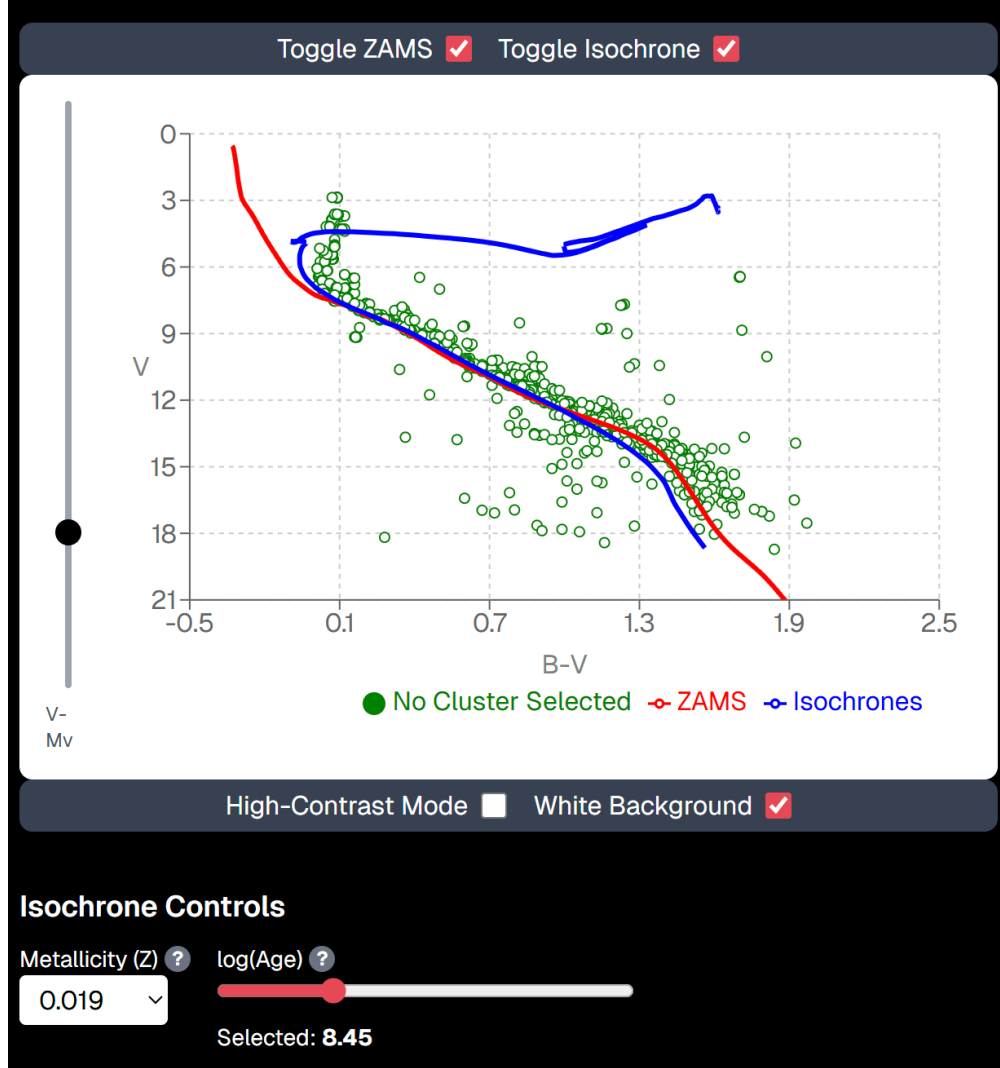 Toggle ZAMS Toggle Isochrone
0
3
6
9
V
12
15
18
21
-0.5 0.1 0.7 1.3 1.9 2.5
B-V
No Cluster Selected ZAMS Isochrones
V-
Mv
High-Contrast Mode White Background
Isochrone Controls
Metallicity (Z) ? log(Age) ?
0.019
Selected: 8.45